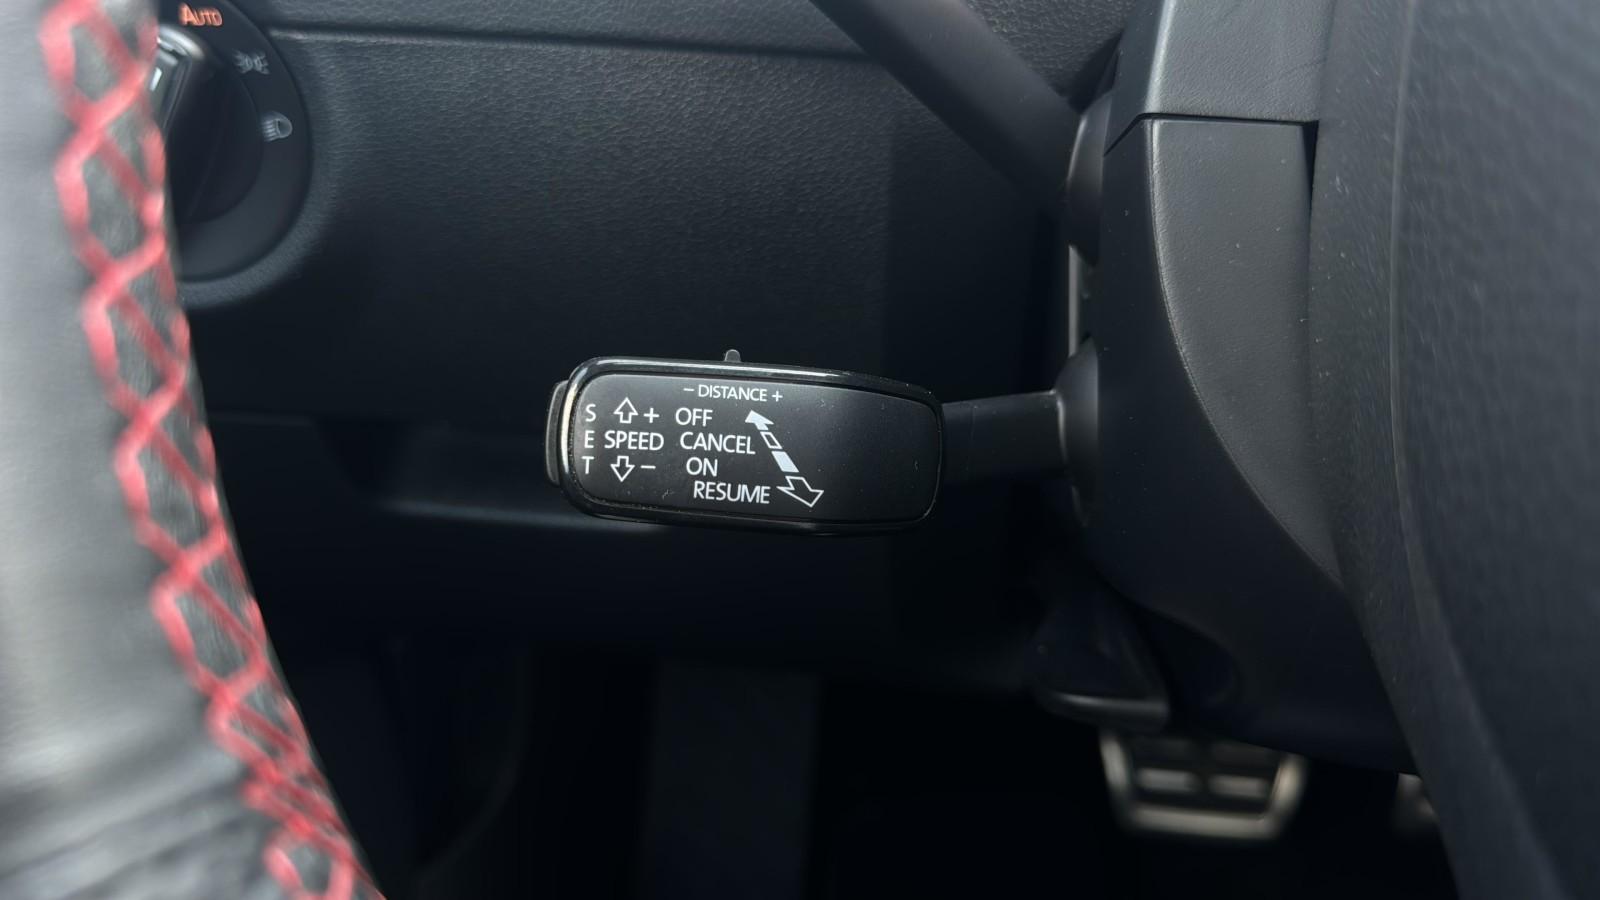 AUTO
– DISTANCE +
S + OFF
E SPEED CANCEL
T – ON
RESUME